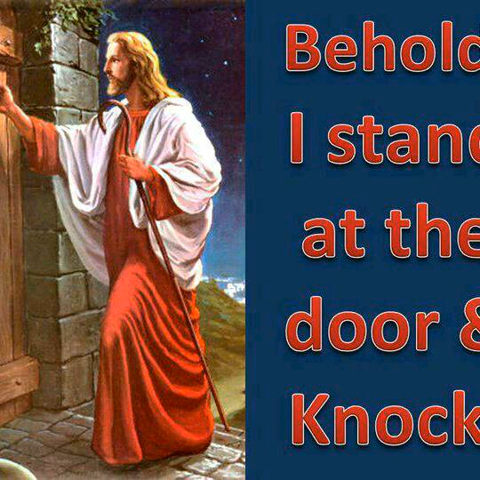 Behold
I stand
at the
door &
Knock